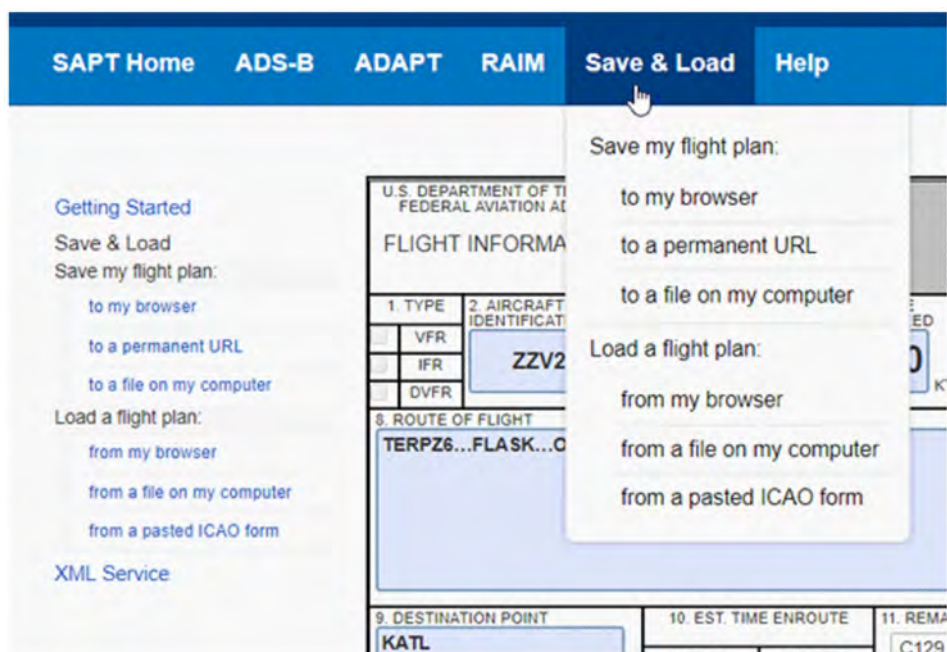 SAPT Home ADS-B ADAPT RAIM Save & Load Help
Save my flight plan:
to my browser
to a permanent URL
to a file on my computer
Load a flight plan:
from my browser
from a file on my computer
from a pasted ICAO form
Getting Started
Save & Load
Save my flight plan:
to my browser
to a permanent URL
to a file on my computer
Load a flight plan:
from my browser
from a file on my computer
from a pasted ICAO form
XML Service
U.S. DEPARTMENT OF
FEDERAL AVIATION
FLIGHT
1. TYPE
VFR
IFR
DVFR
2. AIRCRAFT
ZZV2
8. ROUTE OF FLIGHT
TERPZ6...FLASK...
9. DESTINATION POINT
KATL
10. EST. TIME ENROUTE
11.
C129